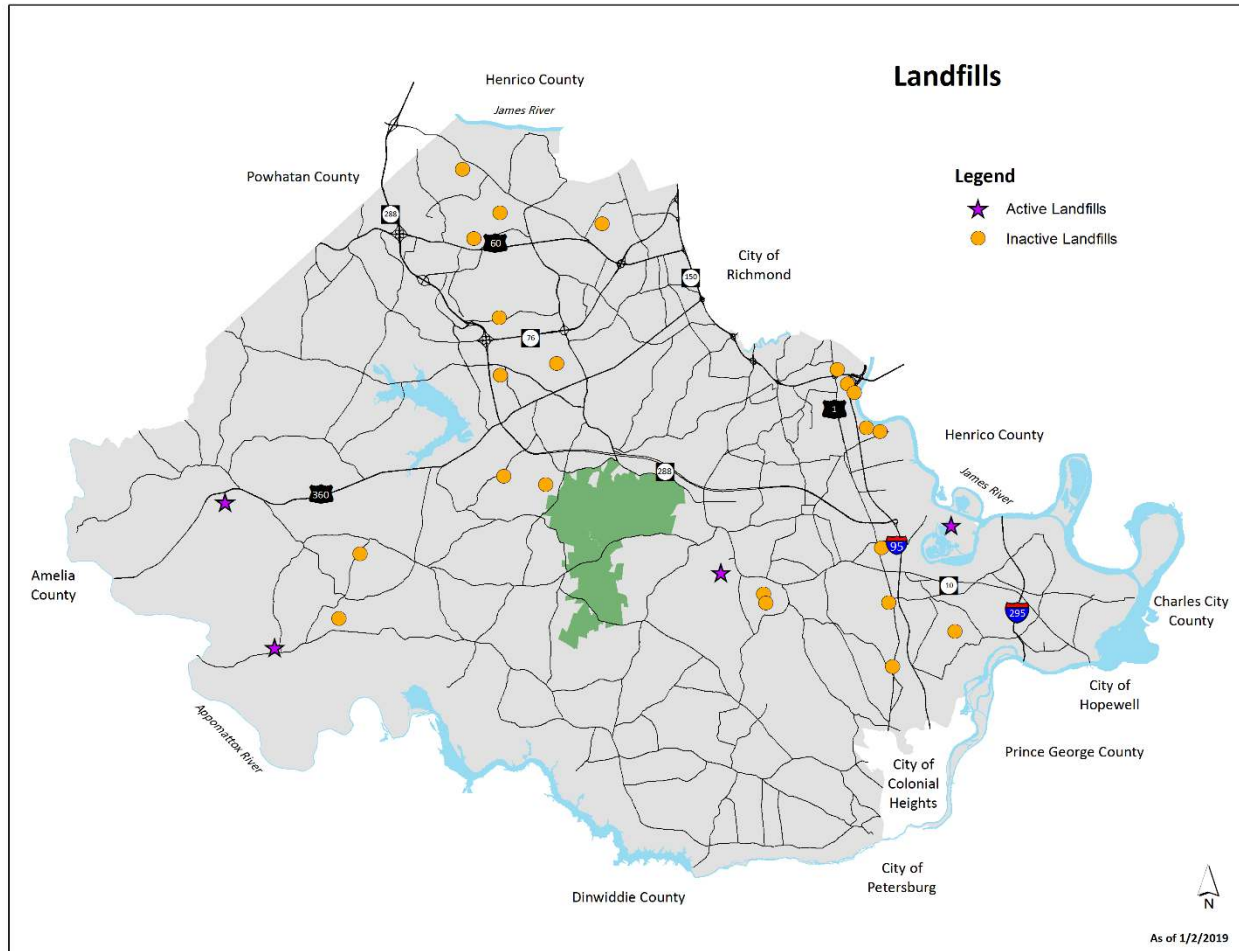 Landfills
Henrico County
James River
Powhatan County
Legend
Active Landfills
Inactive Landfills
288
60
City of
Richmond
150
76
1
Henrico County
James River
288
360
95
Amelia
County
10
295
Charles City
County
City of
Hopewell
Appomattox River
Prince George County
City of
Colonial
Heights
City of
Petersburg
Dinwiddie County
N
As of 1/2/2019